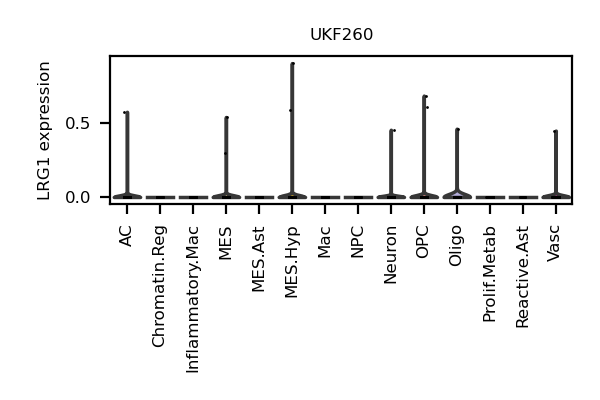 UKF260
LRG1 expression
0.5
0.0
AC
Chromatin.Reg
Inflammatory.Mac
MES
MES.Ast
MES.Hyp
Mac
NPC
Neuron
OPC
Oligo
Prolif.Metab
Reactive.Ast
Vasc